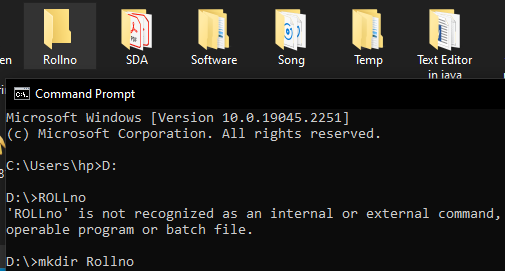 en
Rollno
SDA
Software
Song
Temp
Text Editor
in java
Command Prompt
Microsoft Windows [Version 10.0.19045.2251]
(c) Microsoft Corporation. All rights reserved.
C:\Users\hp>D:
D:\>ROLLno
'ROLLno' is not recognized as an internal or external command,
operable program or batch file.
D:\>mkdir Rollno